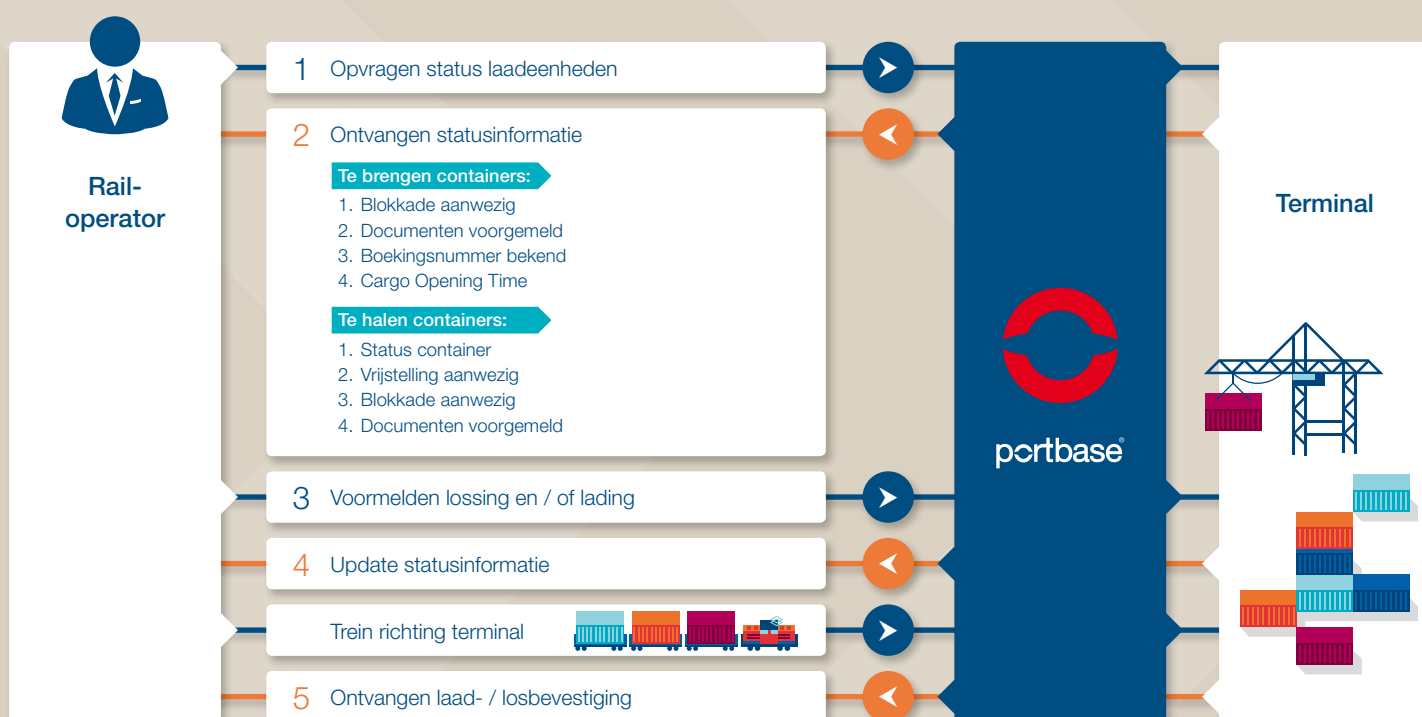 Rail-
operator
1 Opvragen status laadeenheden
2 Ontvangen statusinformatie
Te brengen containers:
1. Blokkade aanwezig
2. Documenten voorgemeld
3. Boekingsnummer bekend
4. Cargo Opening Time
Te halen containers:
1. Status container
2. Vrijstelling aanwezig
3. Blokkade aanwezig
4. Documenten voorgemeld
3 Voormelden lossing en / of lading
4 Update statusinformatie
Trein richting terminal
5 Ontvangen laad- / losbevestiging
portbase®
Terminal